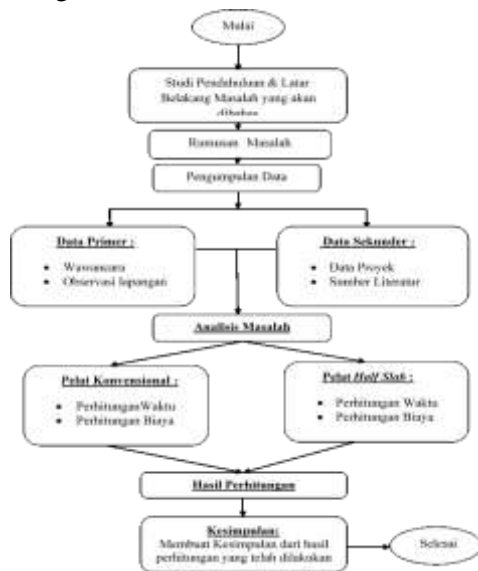 Mulai
Studi Pendahuluan & Latar
Belakang Masalah yang akan
dibahas
Rumusan Masalah
Pengumpulan Data
Data Primer :
• Wawancara
• Observasi lapangan
Data Sekunder :
• Data Proyek
• Sumber Literatur
Analisis Masalah
Pelat Konvensional :
• PerhitunganWaktu
• Perhitungan Biaya
Pelat Half Slab :
• Perhitungan Waktu
• Perhitungan Biaya
Hasil Perhitungan
Kesimpulan:
Membuat Kesimpulan dari hasil
perhitungan yang telah dilakukan
Selesai